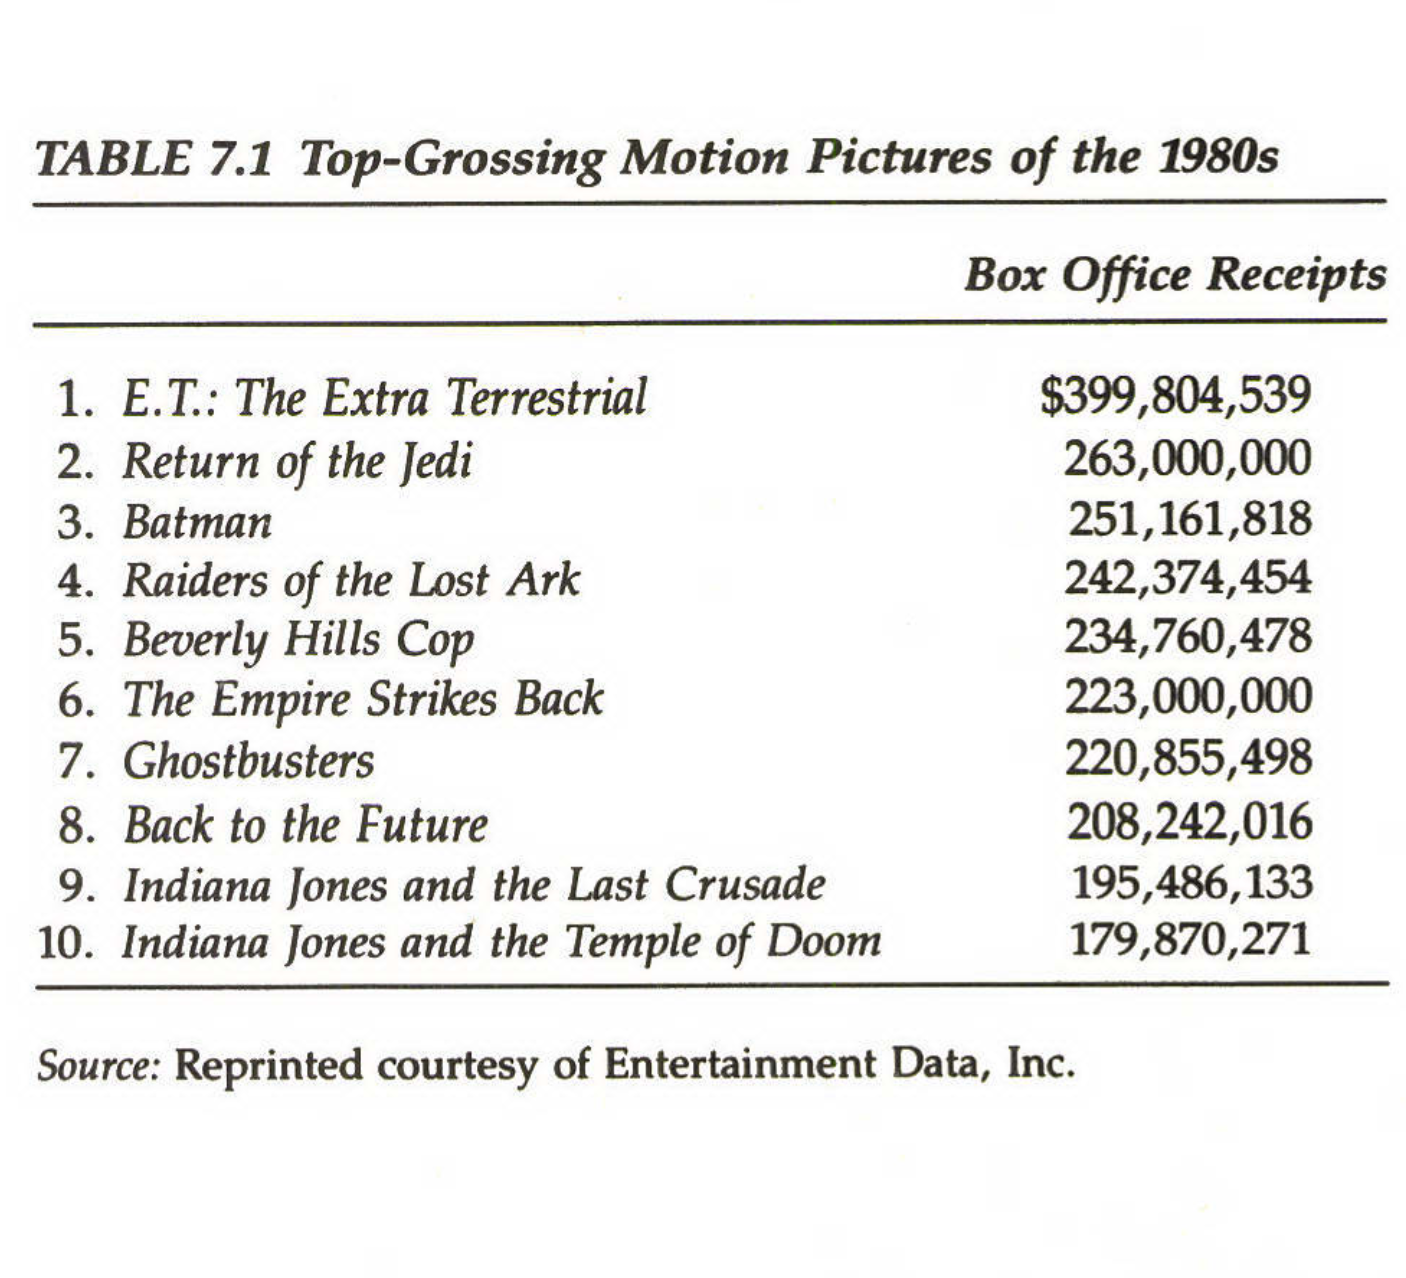 TABLE 7.1 Top-Grossing Motion Pictures of the 1980s
Box Office Receipts
1. E.T.: The Extra Terrestrial $399,804,539
2. Return of the Jedi 263,000,000
3. Batman 251,161,818
4. Raiders of the Lost Ark 242,374,454
5. Beverly Hills Cop 234,760,478
6. The Empire Strikes Back 223,000,000
7. Ghostbusters 220,855,498
8. Back to the Future 208,242,016
9. Indiana Jones and the Last Crusade 195,486,133
10. Indiana Jones and the Temple of Doom 179,870,271
Source: Reprinted courtesy of Entertainment Data, Inc.